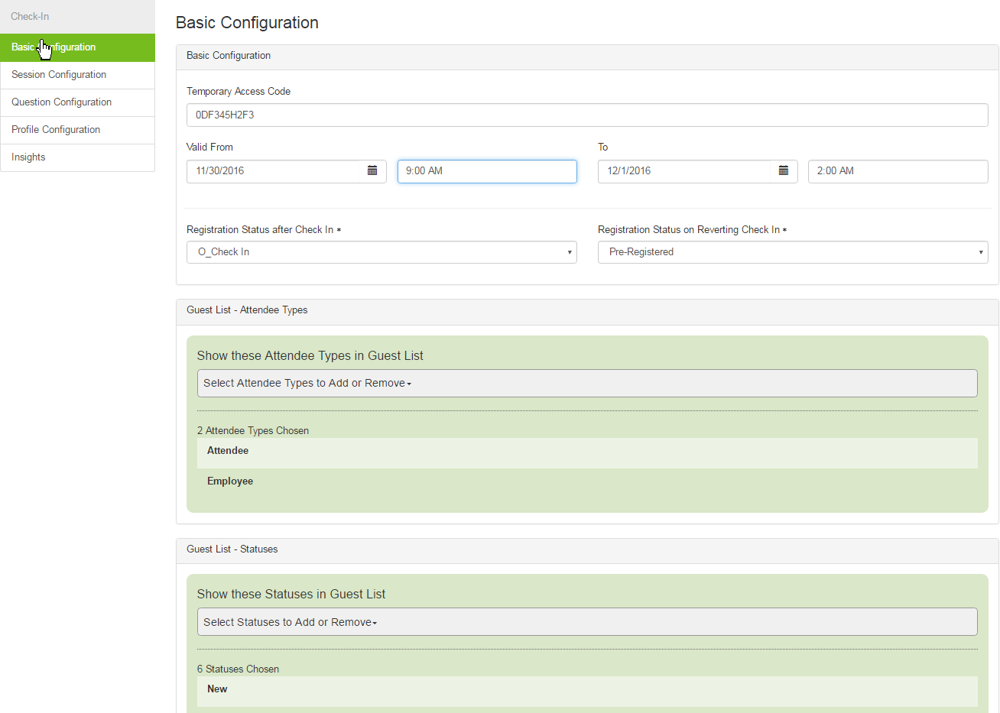 Check-In
Basic Configuration
Session Configuration
Question Configuration
Profile Configuration
Insights
Basic Configuration
Basic Configuration
Temporary Access Code
0DF345H2F3
Valid From To
11/30/2016 9:00 AM 12/1/2016 2:00 AM
Registration Status after Check In * Registration Status on Reverting Check In *
O_Check In Pre-Registered
Guest List - Attendee Types
Show these Attendee Types in Guest List
Select Attendee Types to Add or Remove
2 Attendee Types Chosen
Attendee
Employee
Guest List - Statuses
Show these Statuses in Guest List
Select Statuses to Add or Remove
6 Statuses Chosen
New